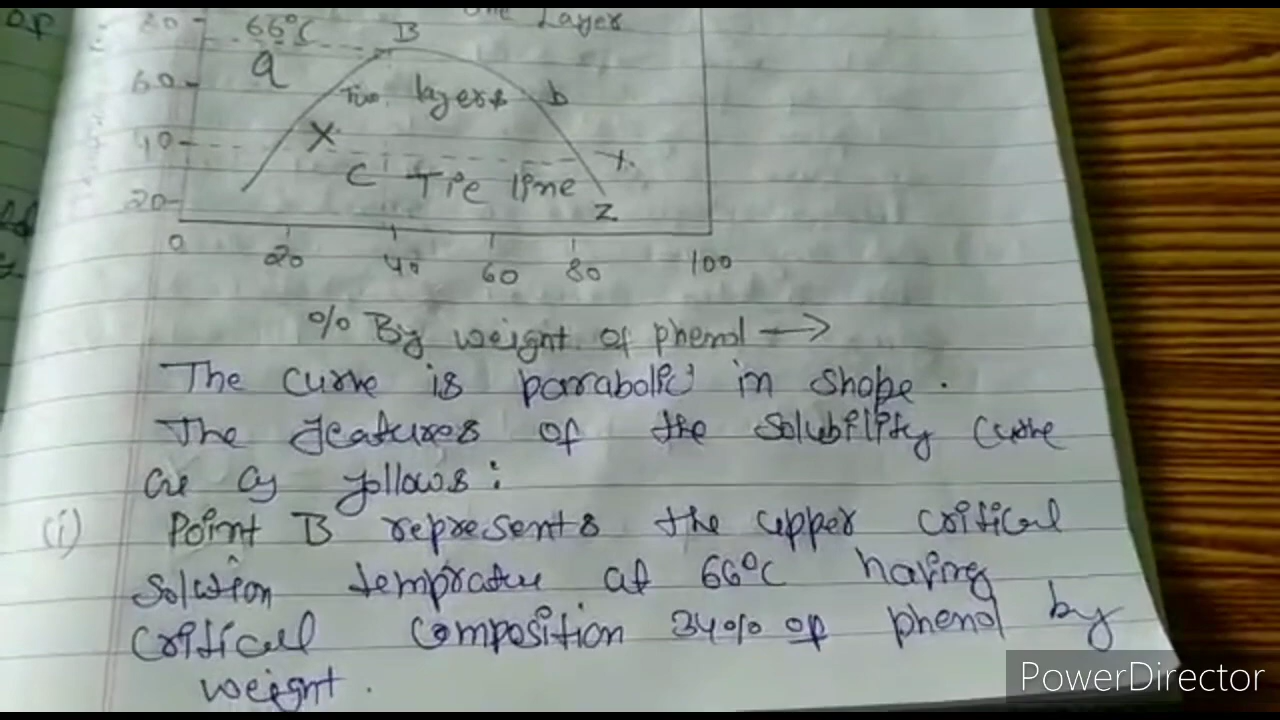 80
66°C
B
One Layer
a
60
Two layers
b
X
40
Y
C Tie line
20
Z
0
20
40
60
80
100
% By weight of phenol →
The curve is parabolic in shape.
The features of the solubility curve
are as follows:
(i) Point B represents the upper critical
solution tempratue at 66°C having
critical composition 34% of phenol by
weight.
PowerDirector